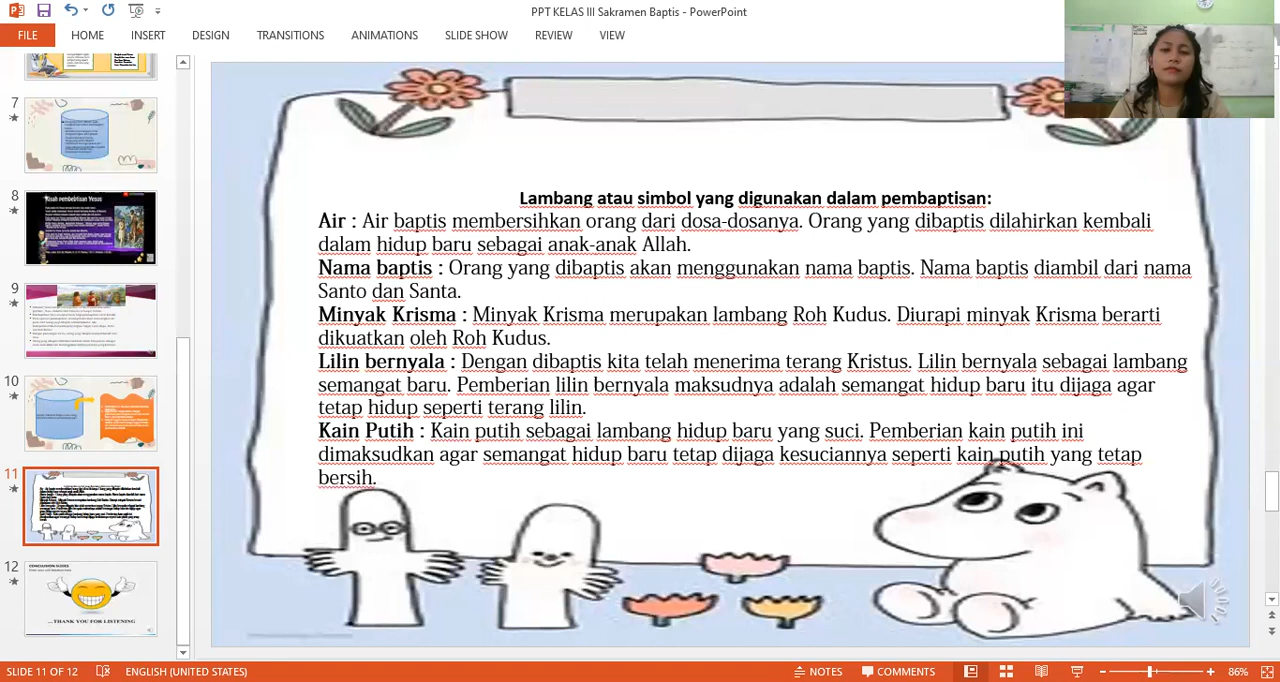 PPT KELAS III Sakramen Baptis - PowerPoint
FILE HOME INSERT DESIGN TRANSITIONS ANIMATIONS SLIDE SHOW REVIEW VIEW
7
8
Kisah pembebtisan Yesus
9
10
11
12
...THANK YOU FOR LISTENING
Lambang atau simbol yang digunakan dalam pembaptisan:
Air : Air baptis membersihkan orang dari dosa-dosanya. Orang yang dibaptis dilahirkan kembali
dalam hidup baru sebagai anak-anak Allah.
Nama baptis : Orang yang dibaptis akan menggunakan nama baptis. Nama baptis diambil dari nama
Santo dan Santa.
Minyak Krisma : Minyak Krisma merupakan lambang Roh Kudus. Diurapi minyak Krisma berarti
dikuatkan oleh Roh Kudus.
Lilin bernyala : Dengan dibaptis kita telah menerima terang Kristus. Lilin bernyala sebagai lambang
semangat baru. Pemberian lilin bernyala maksudnya adalah semangat hidup baru itu dijaga agar
tetap hidup seperti terang lilin.
Kain Putih : Kain putih sebagai lambang hidup baru yang suci. Pemberian kain putih ini
dimaksudkan agar semangat hidup baru tetap dijaga kesuciannya seperti kain putih yang tetap
bersih.
SLIDE 11 OF 12 ENGLISH (UNITED STATES) NOTES COMMENTS 86%